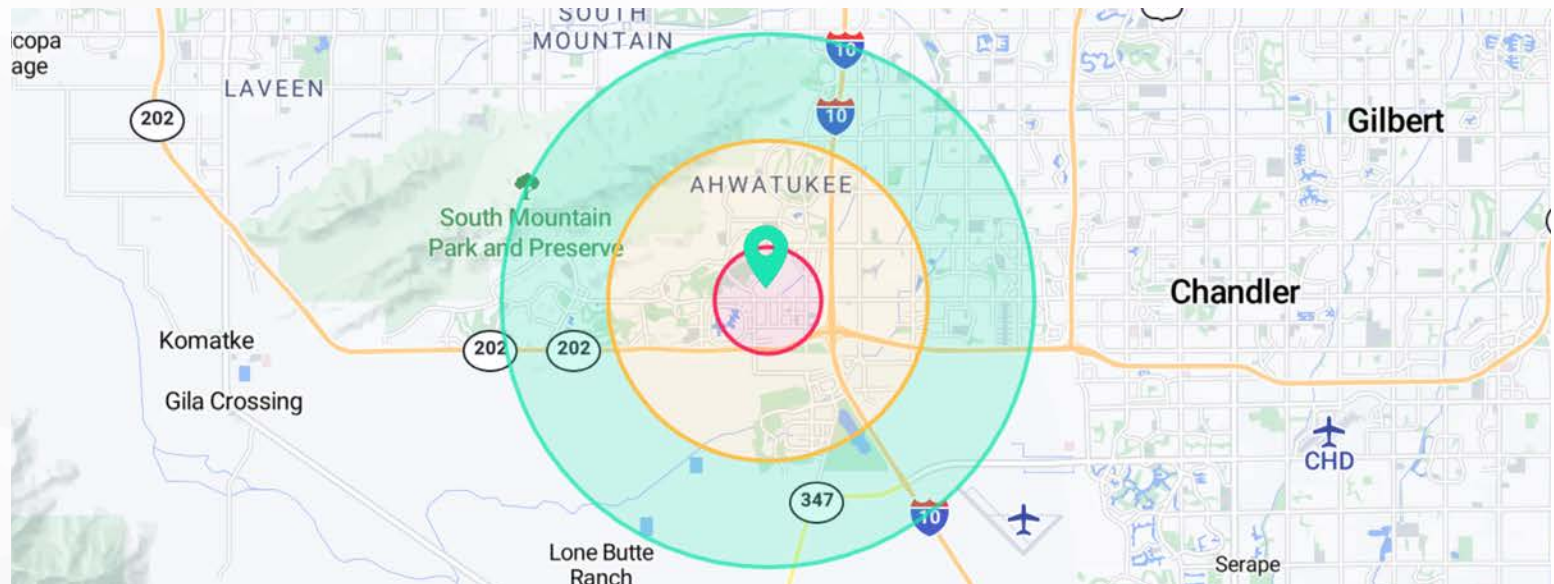 SOUTH
MOUNTAIN
10
copa
age
LAVEEN
202
10
Gilbert
AHWATUKEE
South Mountain
Park and Preserve
Chandler
Komatke
202
202
Gila Crossing
CHD
347
10
Lone Butte
Ranch
Serape